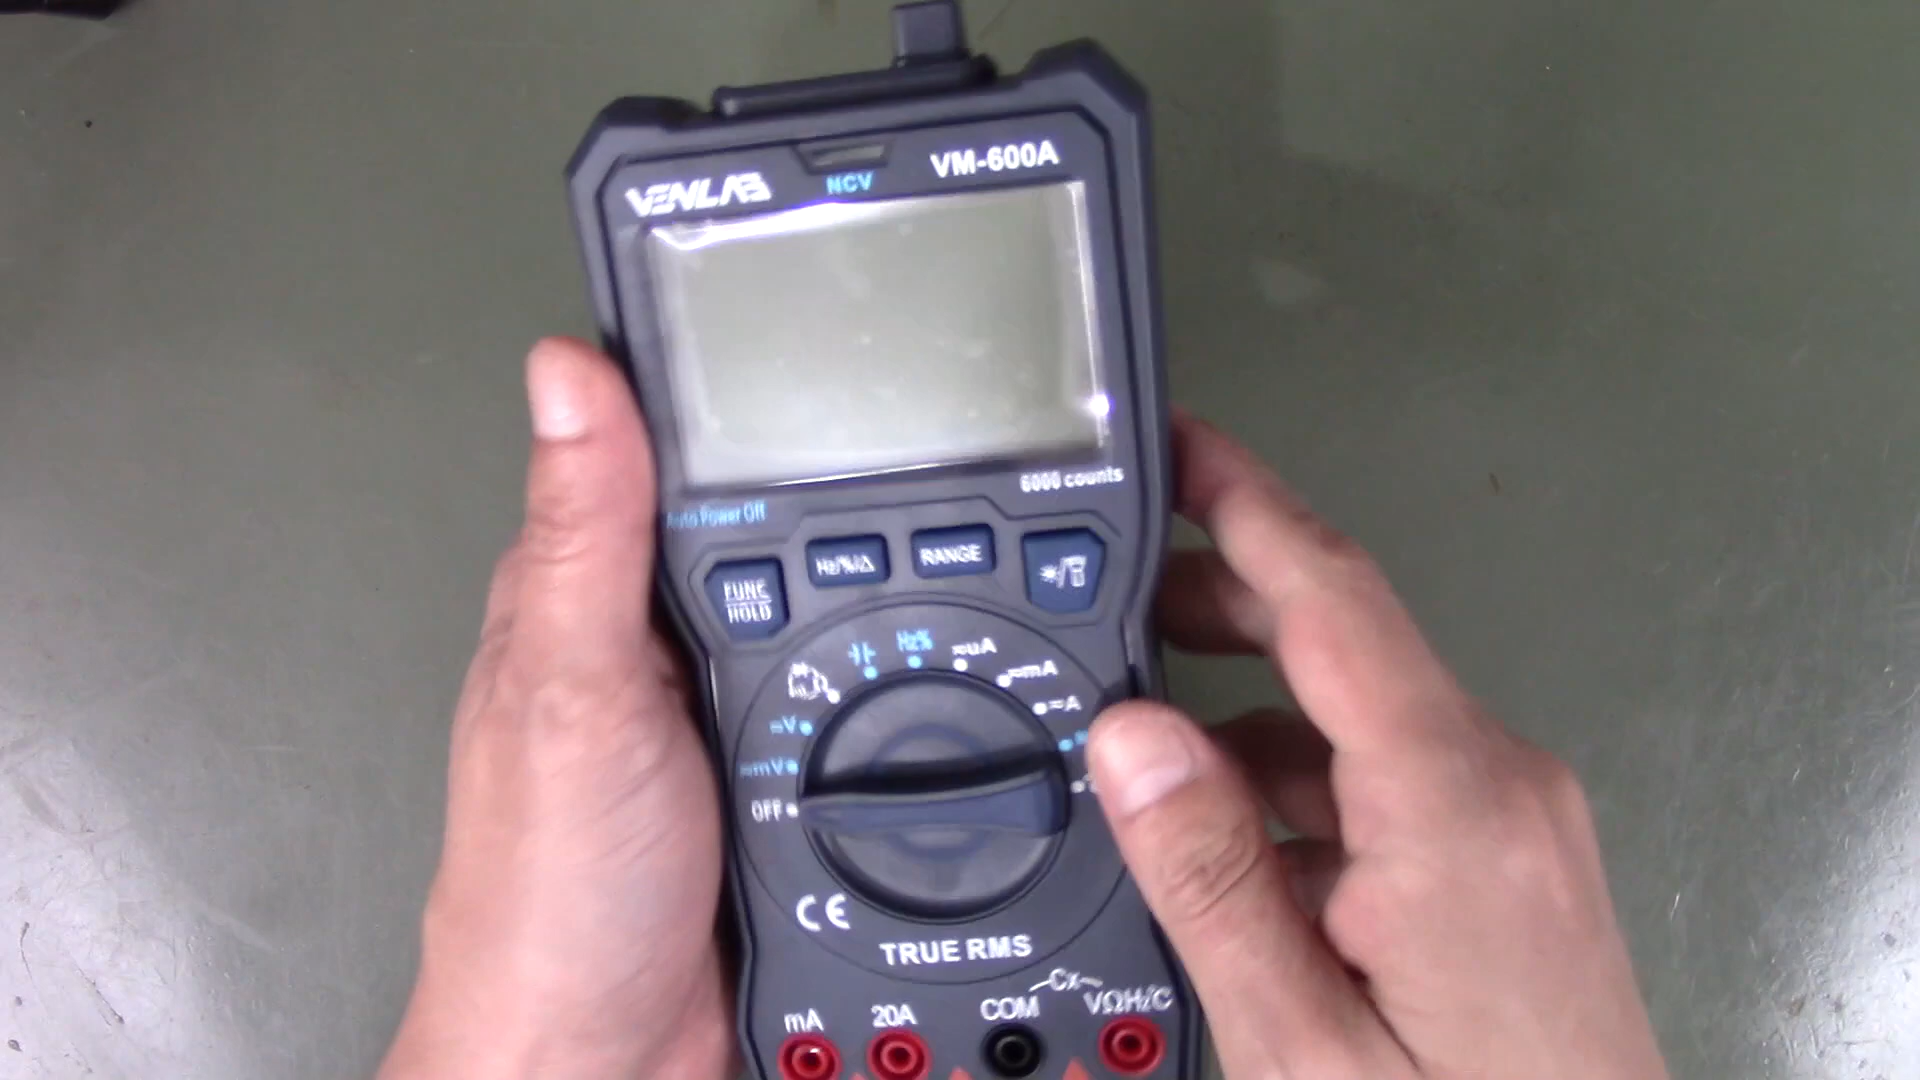 VENLAB
NCV
VM-600A
6000 counts
Auto Power Off
FUNC
HOLD
Hz/%/△
RANGE
Hz%
≂uA
≂mA
≂A
≂V
≂mV
OFF
CE
TRUE RMS
Cx
mA
20A
COM
VΩHz°C